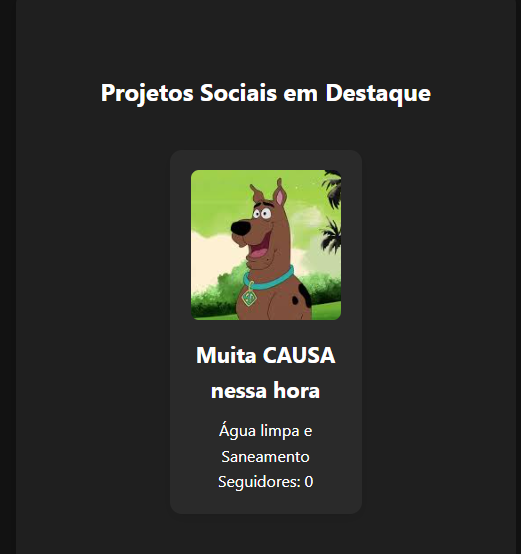 Projetos Sociais em Destaque
Muita CAUSA
nessa hora
Água limpa e
Saneamento
Seguidores: 0